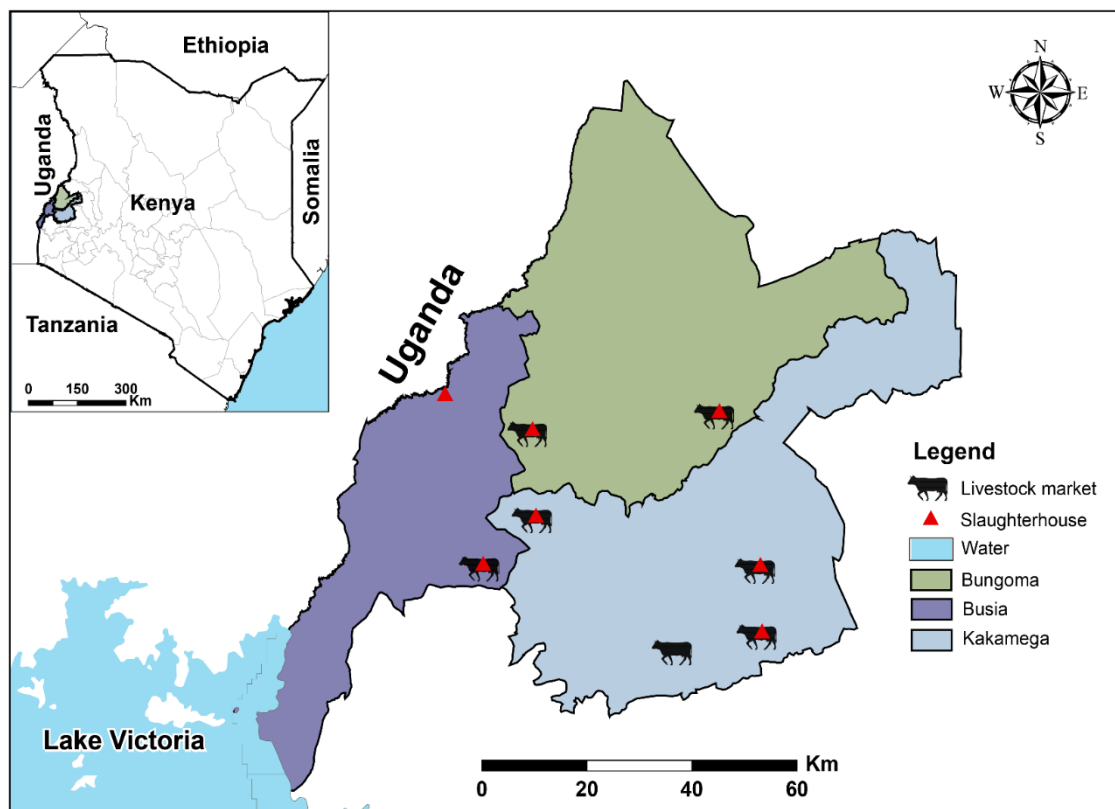 Ethiopia
Uganda
Kenya
Somalia
Tanzania
0 150 300
Km
N
W E
S
Uganda
Legend
Livestock market
Slaughterhouse
Water
Bungoma
Busia
Kakamega
Lake Victoria
Km
0 20 40 60